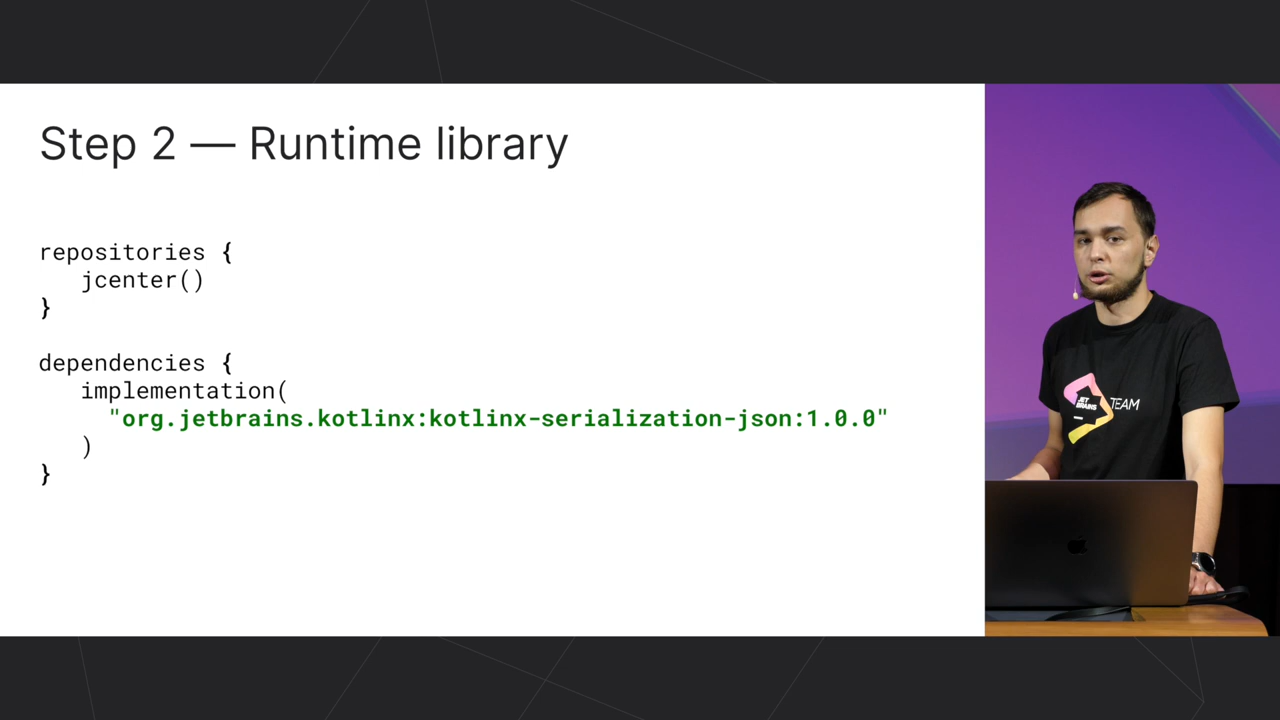 Step 2 — Runtime library
repositories {
   jcenter()
}
dependencies {
   implementation(
     "org.jetbrains.kotlinx:kotlinx-serialization-json:1.0.0"
   )
}
JET
BRAINS
TEAM